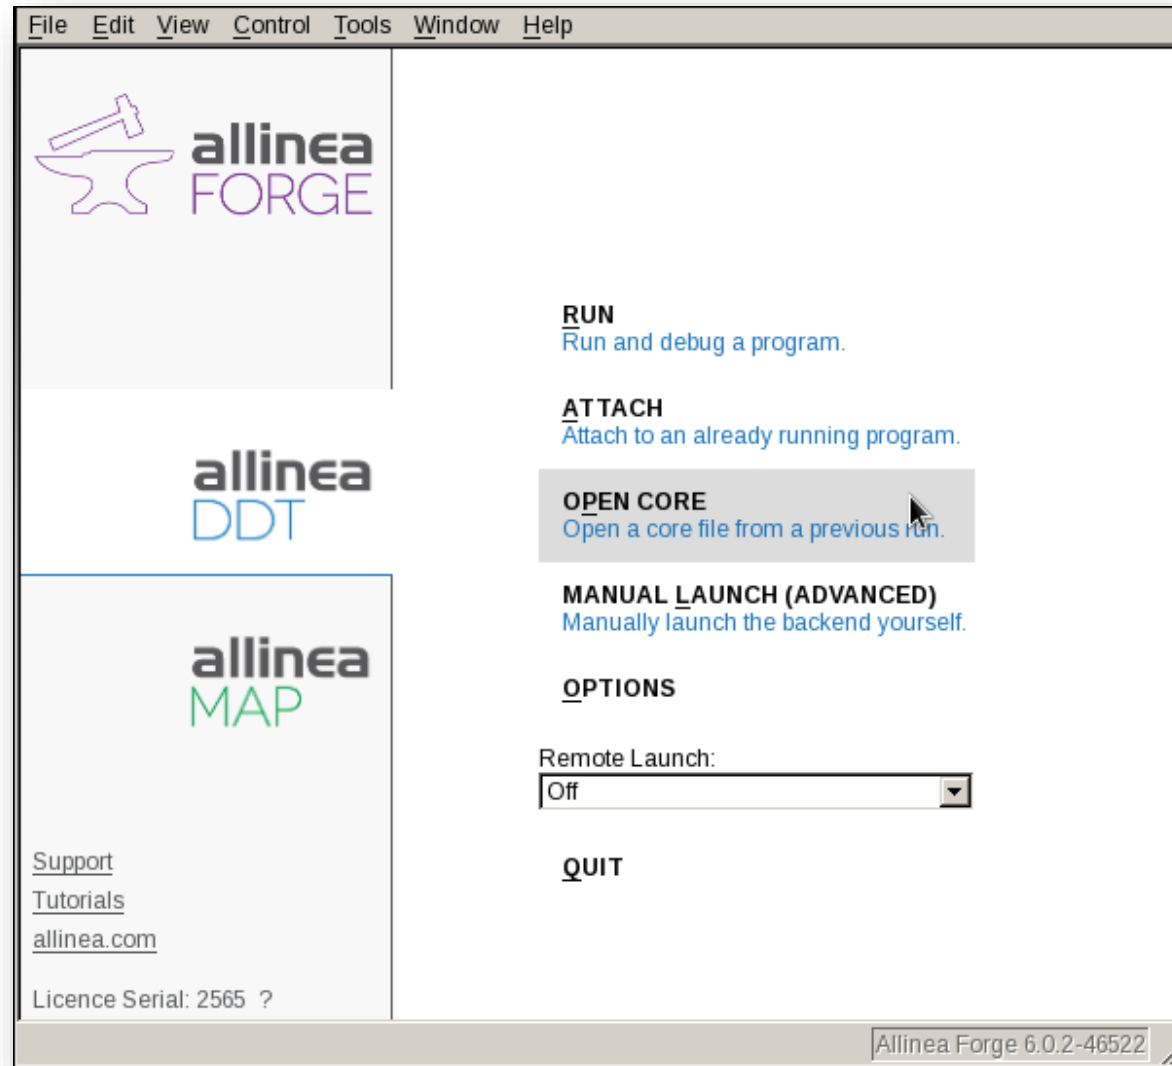 File Edit View Control Tools Window Help
allinea
FORGE
allinea
DDT
allinea
MAP
Support
Tutorials
allinea.com
Licence Serial: 2565 ?
RUN
Run and debug a program.
ATTACH
Attach to an already running program.
OPEN CORE
Open a core file from a previous run.
MANUAL LAUNCH (ADVANCED)
Manually launch the backend yourself.
OPTIONS
Remote Launch:
Off
QUIT
Allinea Forge 6.0.2-46522